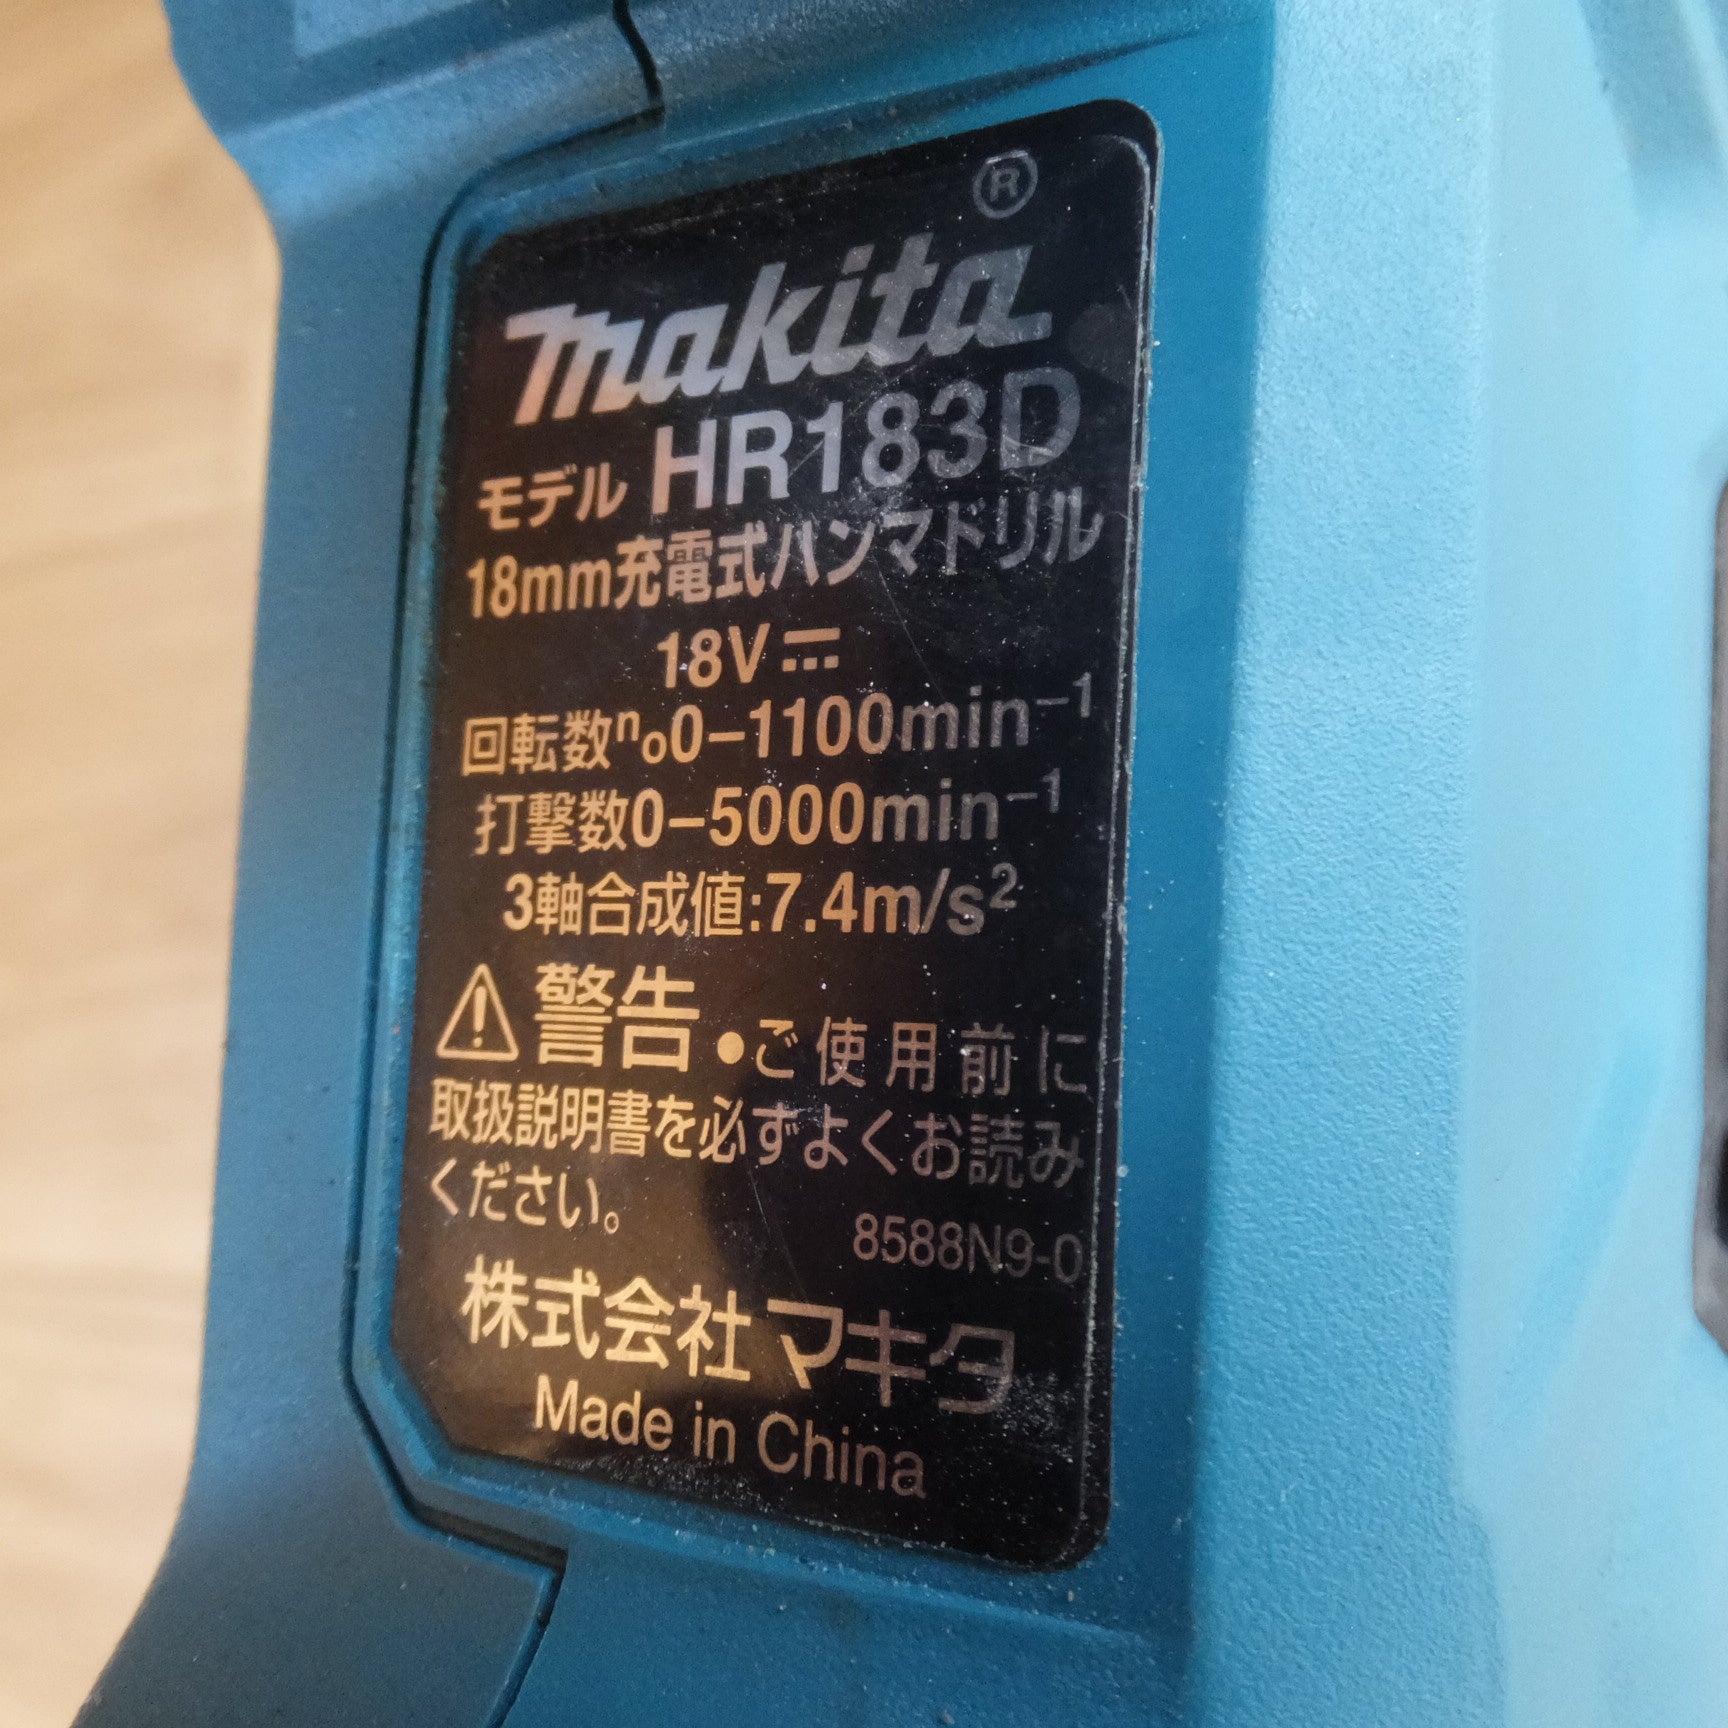 makita®
モデル HR183D
18mm充電式ハンマドリル
18V⎓
回転数n₀0–1100min⁻¹
打撃数0–5000min⁻¹
3軸合成値:7.4m/s²
⚠警告●ご使用前に
取扱説明書を必ずよくお読み
ください。
8588N9-0
株式会社マキタ
Made in China